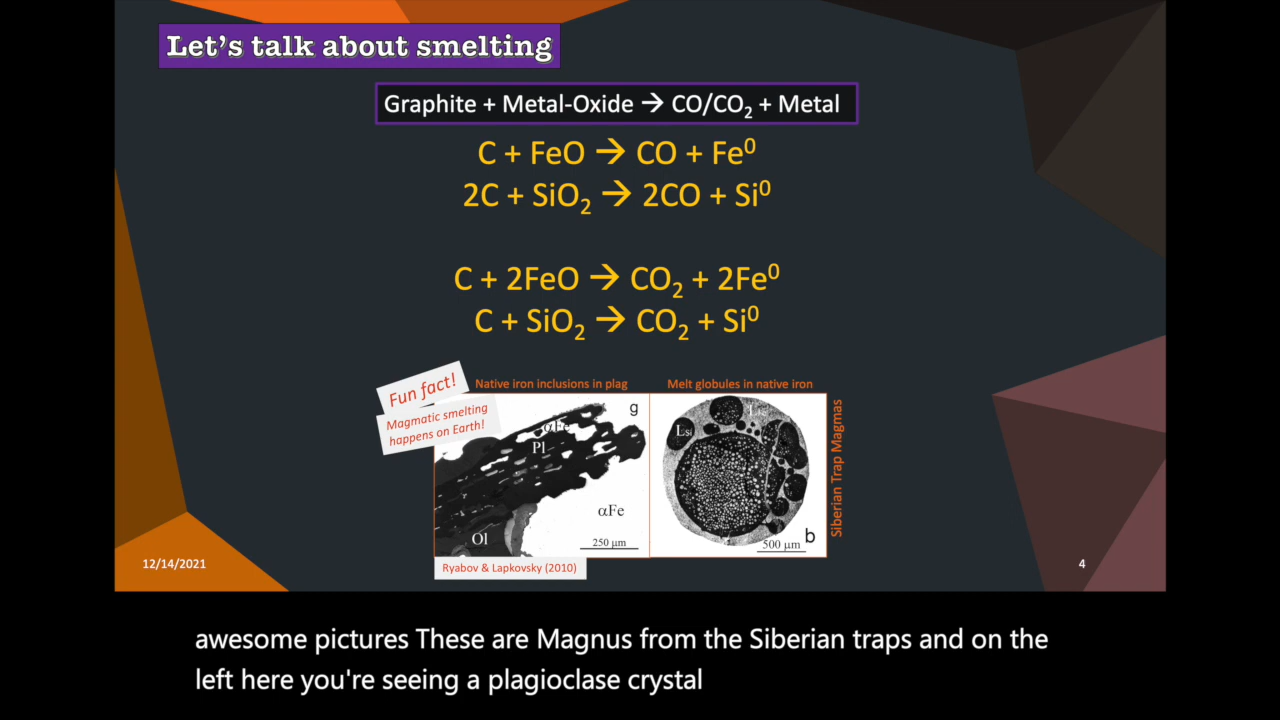 Let's talk about smelting
Graphite + Metal-Oxide → CO/CO₂ + Metal
C + FeO → CO + Fe⁰
2C + SiO₂ → 2CO + Si⁰
C + 2FeO → CO₂ + 2Fe⁰
C + SiO₂ → CO₂ + Si⁰
Fun fact!
Magmatic smelting
happens on Earth!
Native iron inclusions in plag
Melt globules in native iron
g
αFe
Pl
αFe
Ol
250 µm
Lsi
b
500 µm
Siberian Trap Magmas
Ryabov & Lapkovsky (2010)
12/14/2021
4
awesome pictures These are Magnus from the Siberian traps and on the
left here you're seeing a plagioclase crystal